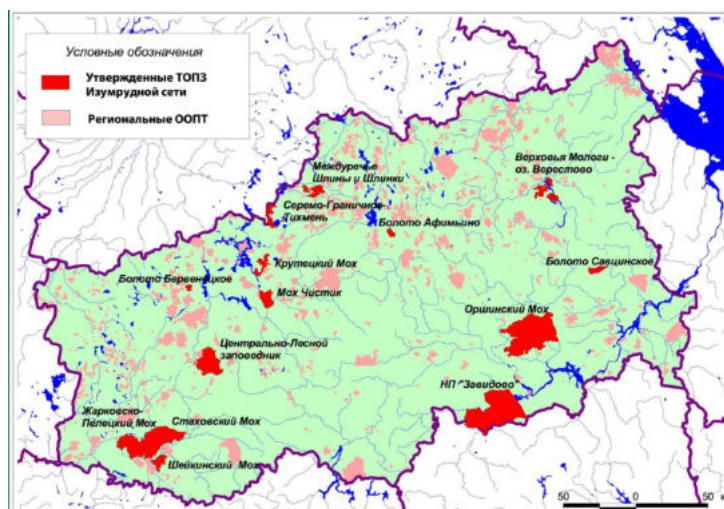 Условные обозначения
Утвержденные ТОПЗ
Изумрудной сети
Региональные ООПТ
Междуречье
Шлины и Шлинки
Верховья Мологи -
оз. Верестово
Серемо-Граничное-
Тихмень
Болото Афимьино
Крутецкий Мох
Болото Савцинское
Болото Бервенецкое
Мох Чистик
Оршинский Мох
Центрально-Лесной
заповедник
НП "Завидово"
Жарковско-
Пелецкий Мох
Стаховский Мох
Шейкинский Мох
50 0 50